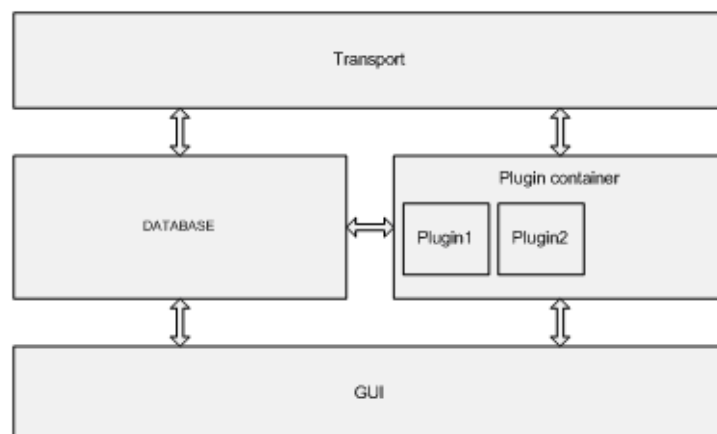 Transport
DATABASE
Plugin container
Plugin1
Plugin2
GUI